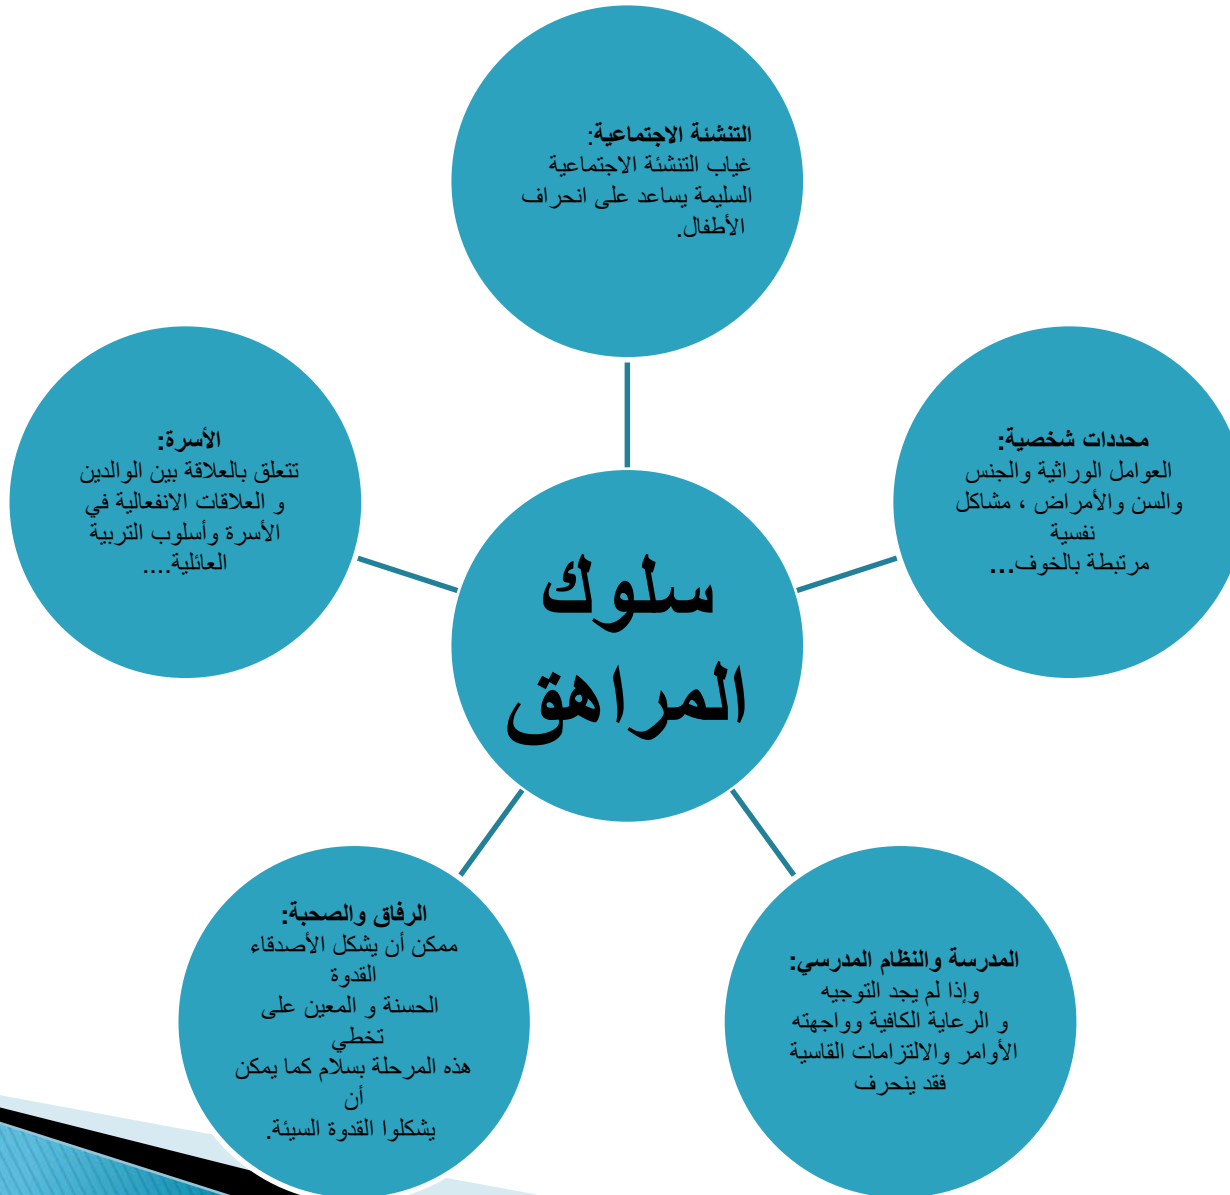 التنشئة الاجتماعية:
غياب التنشئة الاجتماعية
السليمة يساعد على انحراف
الأطفال.
محددات شخصية:
العوامل الوراثية والجنس
والسن والأمراض ، مشاكل
نفسية
مرتبطة بالخوف...
الأسرة:
تتعلق بالعلاقة بين الوالدين
و العلاقات الانفعالية في
الأسرة وأسلوب التربية
العائلية....
سلوك
المراهق
المدرسة والنظام المدرسي:
وإذا لم يجد التوجيه
و الرعاية الكافية وواجهته
الأوامر والالتزامات القاسية
فقد ينحرف
الرفاق والصحبة:
ممكن أن يشكل الأصدقاء
القدوة
الحسنة و المعين على
تخطي
هذه المرحلة بسلام كما يمكن
أن
يشكلوا القدوة السيئة.